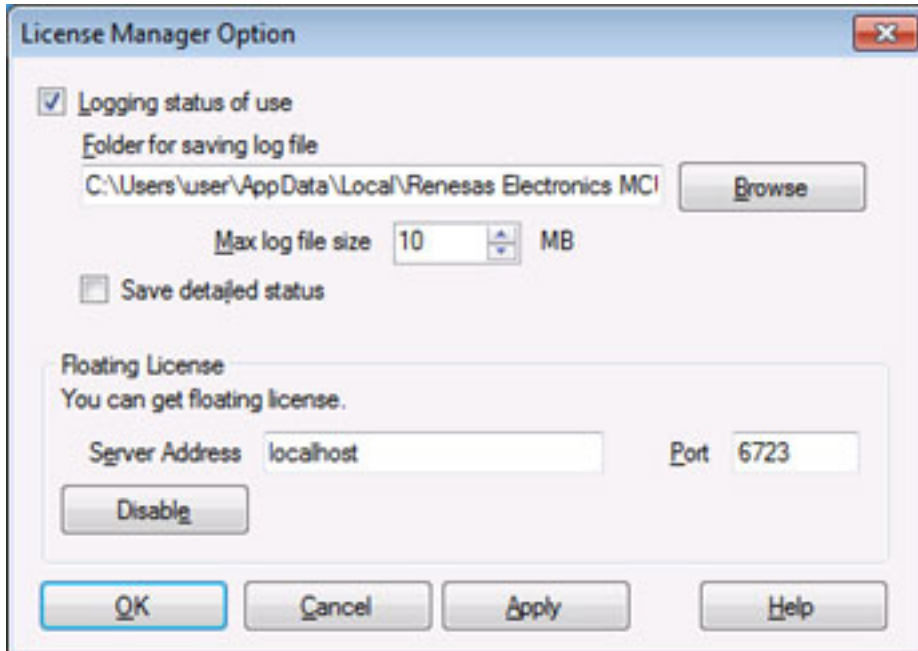 License Manager Option
Logging status of use
Folder for saving log file
C:\Users\user\AppData\Local\Renesas Electronics MCU
Browse
Max log file size 10 MB
Save detailed status
Floating License
You can get floating license.
Server Address localhost Port 6723
Disable
OK Cancel Apply Help